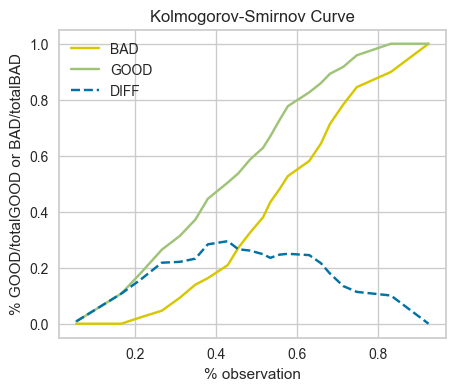 Kolmogorov-Smirnov Curve
BAD
GOOD
DIFF
% GOOD/totalGOOD or BAD/totalBAD
1.0
0.8
0.6
0.4
0.2
0.0
0.2
0.4
0.6
0.8
% observation